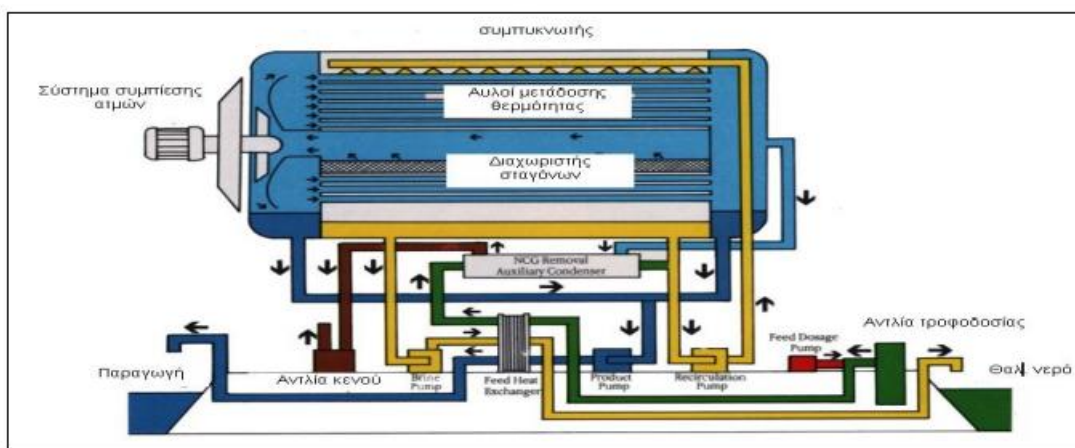 συμπυκνωτής
Σύστημα συμπίεσης
ατμών
Αυλοί μετάδοσης
θερμότητας
Διαχωριστής
σταγόνων
NCG Removal
Auxiliary Condenser
Αντλία τροφοδοσίας
Feed Dosage
Pump
Παραγωγή
Αντλία κενού
Brine
Pump
Feed Heat
Exchanger
Product
Pump
Recirculation
Pump
Θαλ νερό